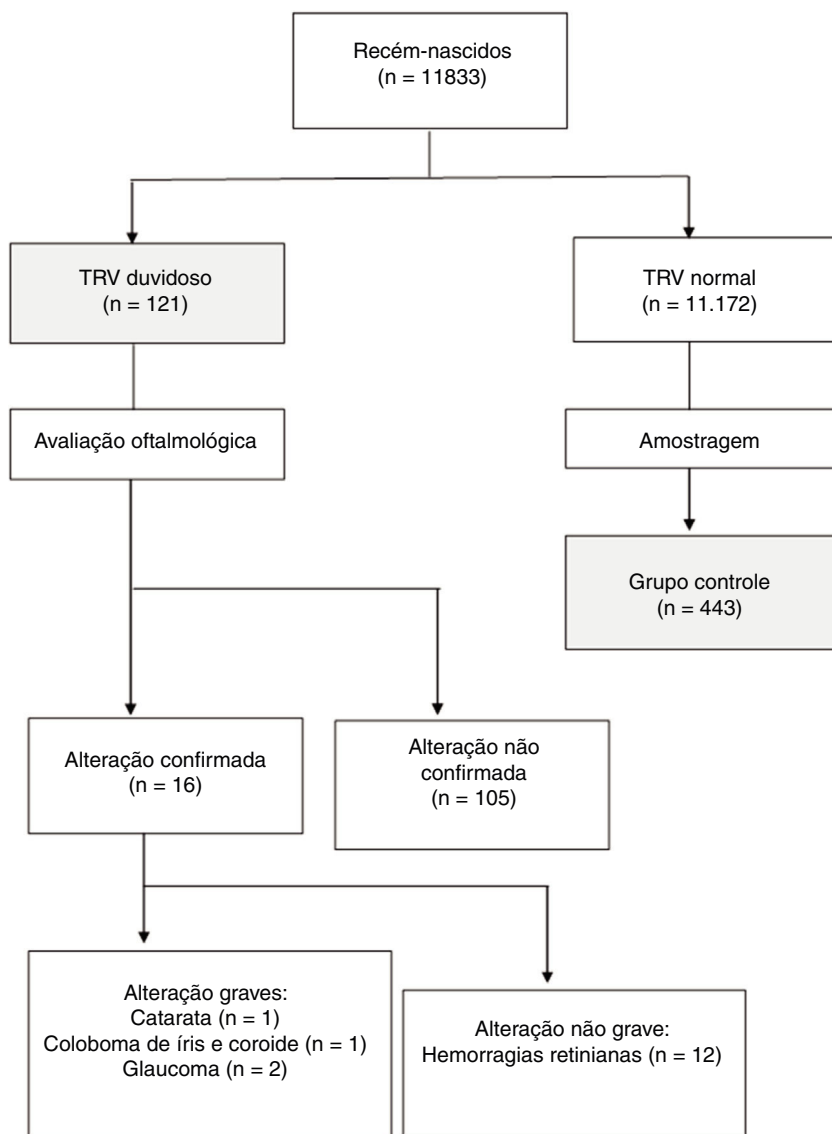 Recém-nascidos
(n = 11833)
TRV duvidoso
(n = 121)
TRV normal
(n = 11.172)
Avaliação oftalmológica
Amostragem
Grupo controle
(n = 443)
Alteração confirmada
(n = 16)
Alteração não
confirmada
(n = 105)
Alteração graves:
Catarata (n = 1)
Coloboma de íris e coroide (n = 1)
Glaucoma (n = 2)
Alteração não grave:
Hemorragias retinianas (n = 12)